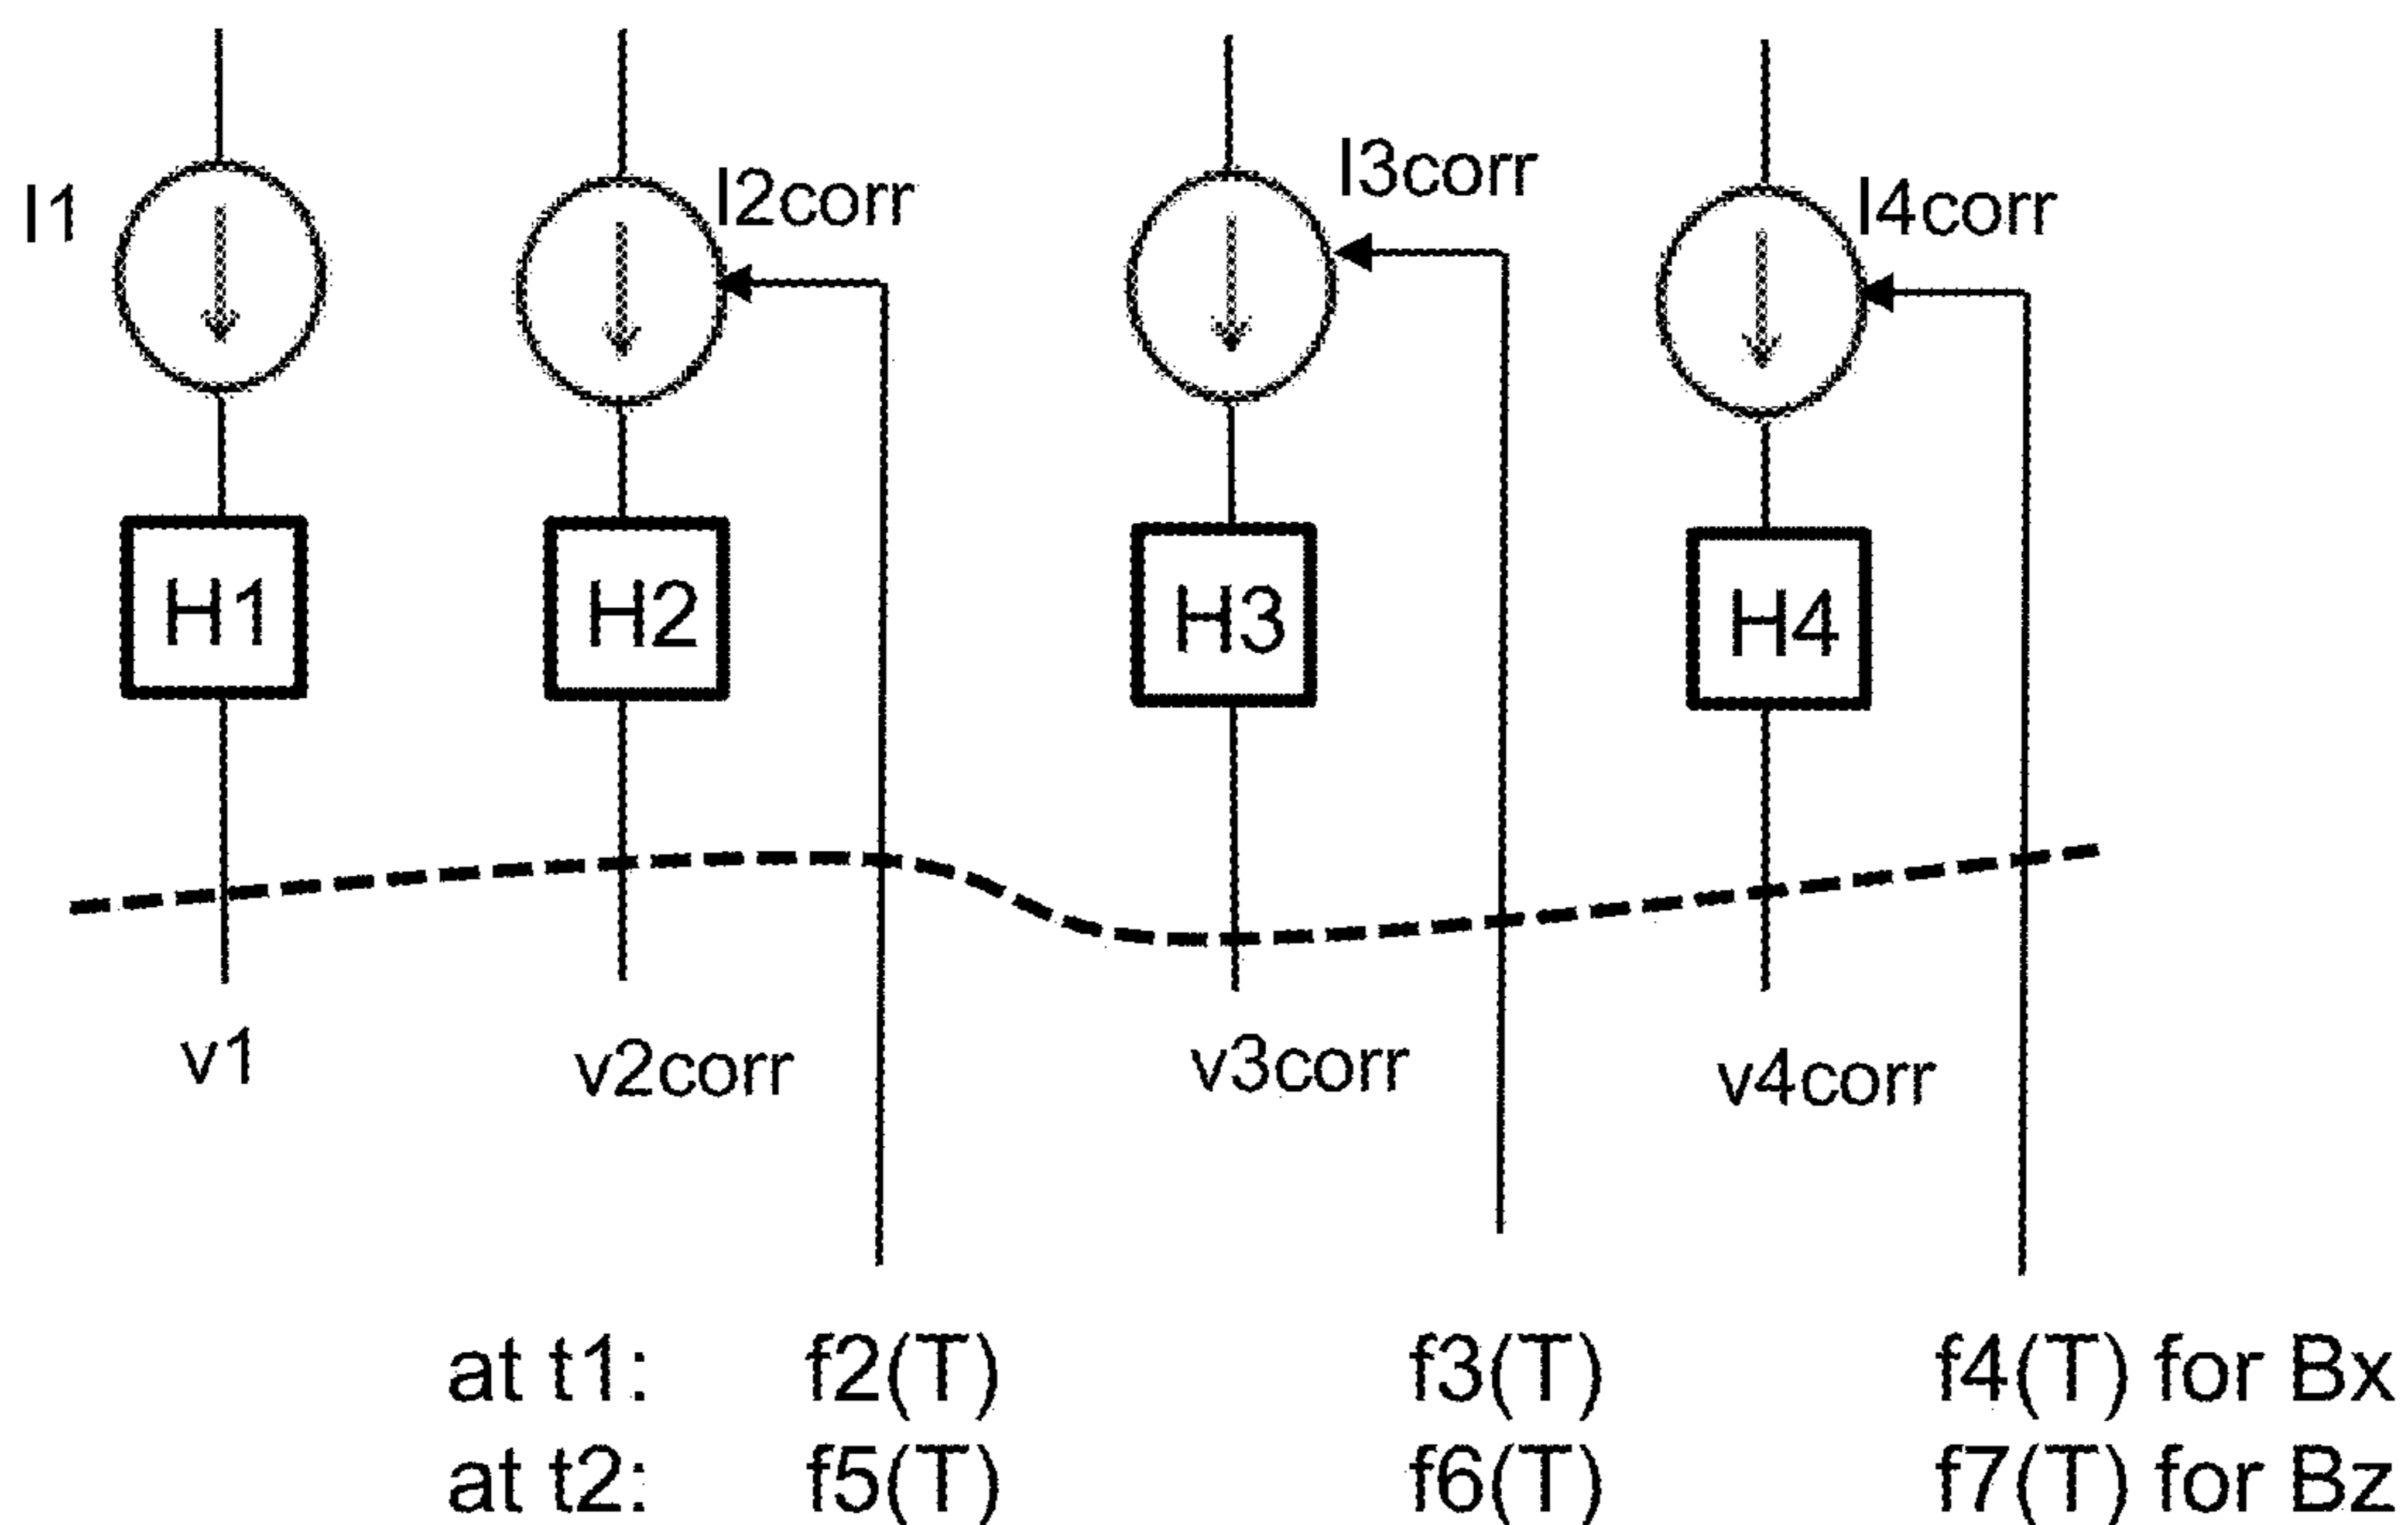 I1 I2corr I3corr I4corr
H1 H2 H3 H4
v1 v2corr v3corr v4corr
at t1: f2(T) f3(T) f4(T) for Bx
at t2: f5(T) f6(T) f7(T) for Bz